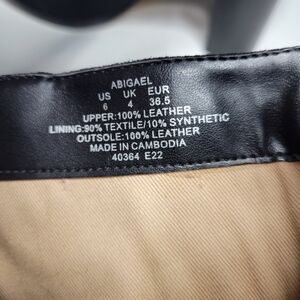 ABIGAEL
US UK EUR
6 4 36.5
UPPER:100% LEATHER
LINING:90% TEXTILE/10% SYNTHETIC
OUTSOLE:100% LEATHER
MADE IN CAMBODIA
40364 E22